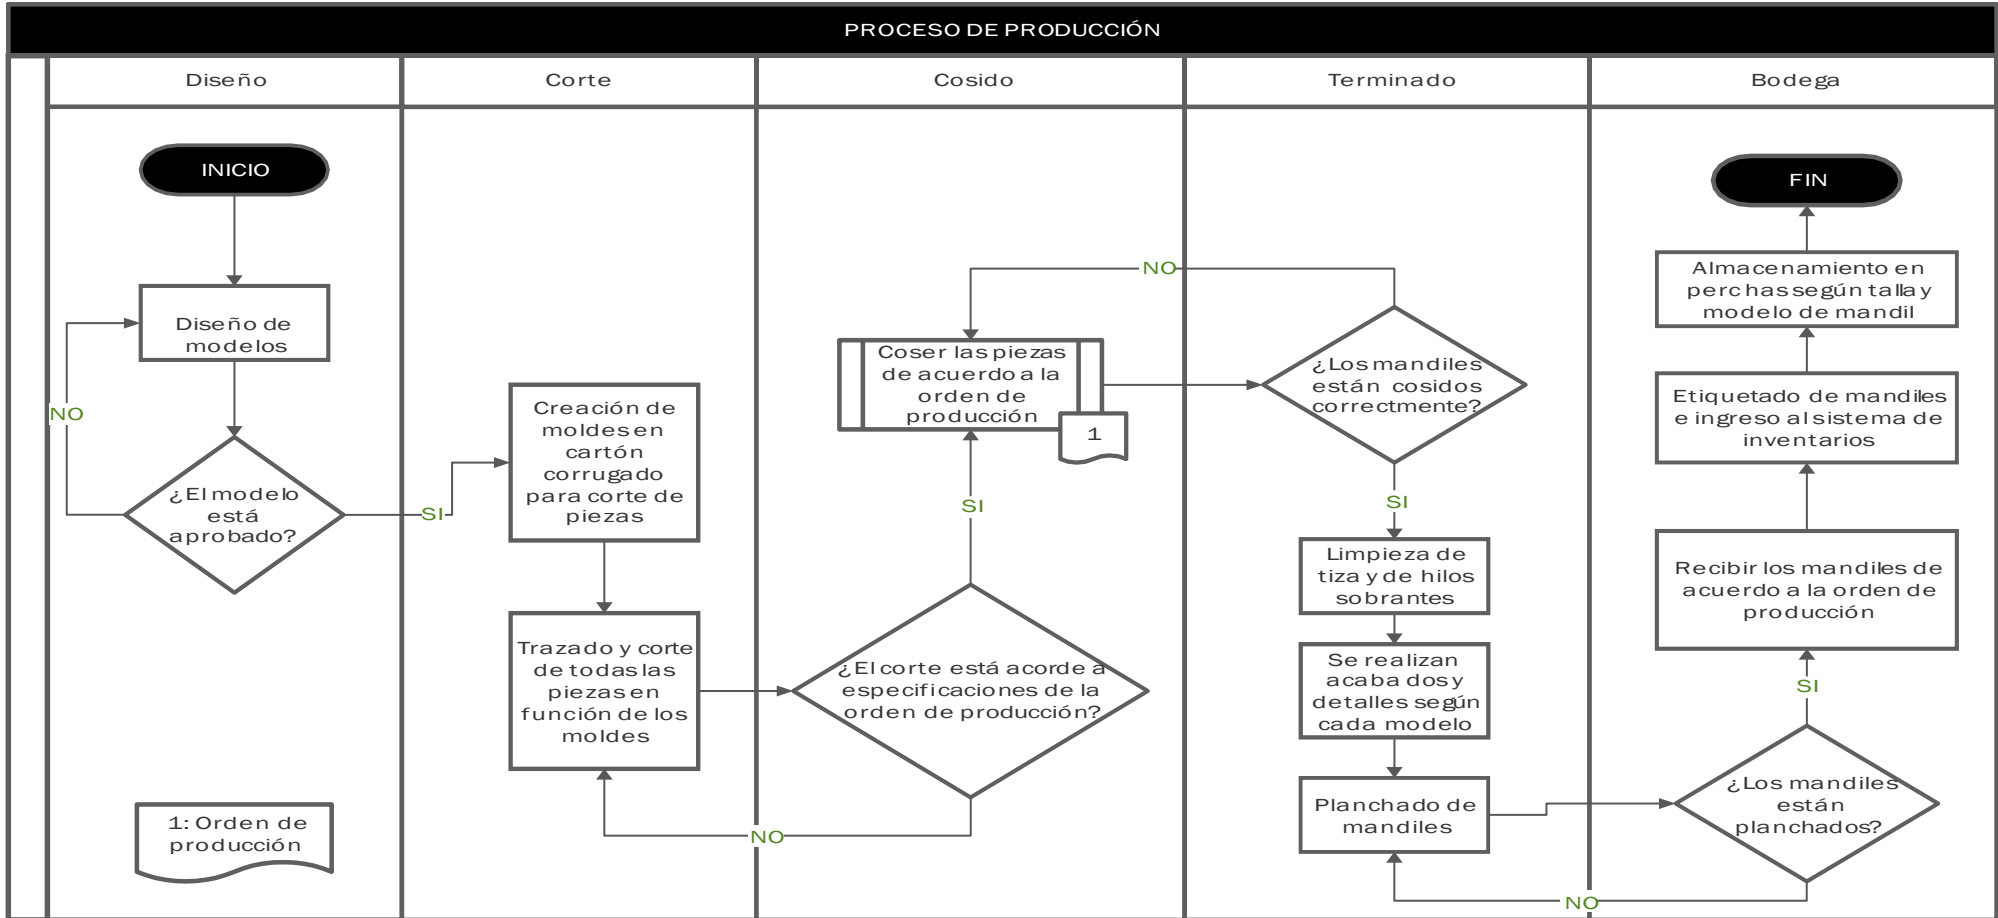 PROCESO DE PRODUCCIÓN
Diseño
Corte
Cosido
Terminado
Bodega
INICIO
Diseño de
modelos
NO
¿El modelo
está
aprobado?
SI
1: Orden de
producción
Creación de
moldes en
cartón
corrugado
para corte de
piezas
Trazado y corte
de todas las
piezas en
función de los
moldes
NO
¿El corte está acorde a
especificaciones de la
orden de producción?
SI
Coser las piezas
de acuerdo a la
orden de
producción
1
NO
¿Los mandiles
están cosidos
correctmente?
SI
Limpieza de
tiza y de hilos
sobrantes
Se realizan
acabados y
detalles según
cada modelo
Planchado de
mandiles
NO
¿Los mandiles
están
planchados?
SI
Recibir los mandiles de
acuerdo a la orden de
producción
Etiquetado de mandiles
e ingreso al sistema de
inventarios
Almacenamiento en
perchas según talla y
modelo de mandil
FIN